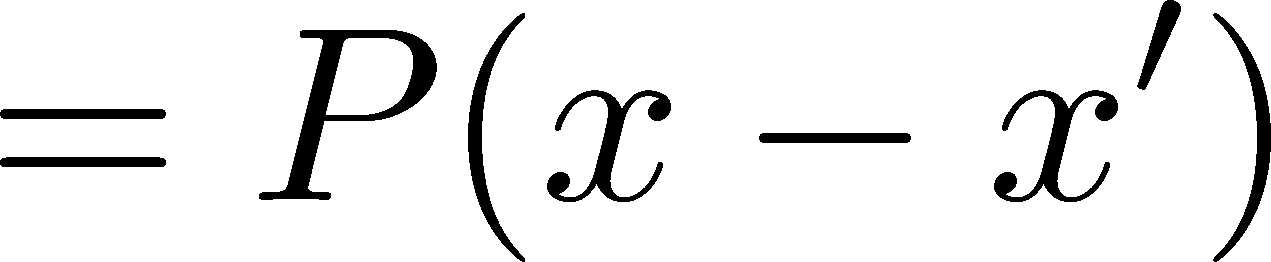 = P(x − x′)